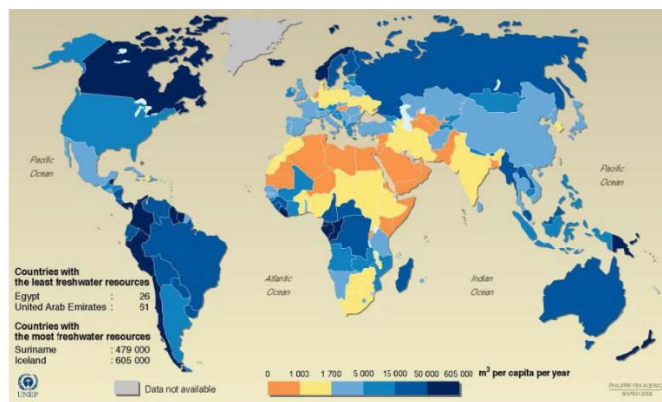 Pacific
Ocean
Pacific
Ocean
Atlantic
Ocean
Indian
Ocean
Countries with
the least freshwater resources
Egypt : 26
United Arab Emirates : 61
Countries with
the most freshwater resources
Suriname : 479 000
Iceland : 605 000
UNEP
Data not available
0 1 000 1 700 5 000 15 000 50 000 605 000 m³ per capita per year